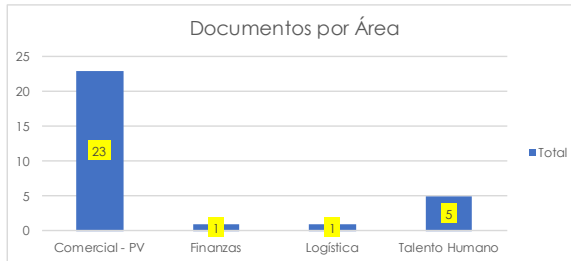 Documentos por Área
25
20
15
10
5
0
23
1
1
5
Comercial - PV
Finanzas
Logística
Talento Humano
Total